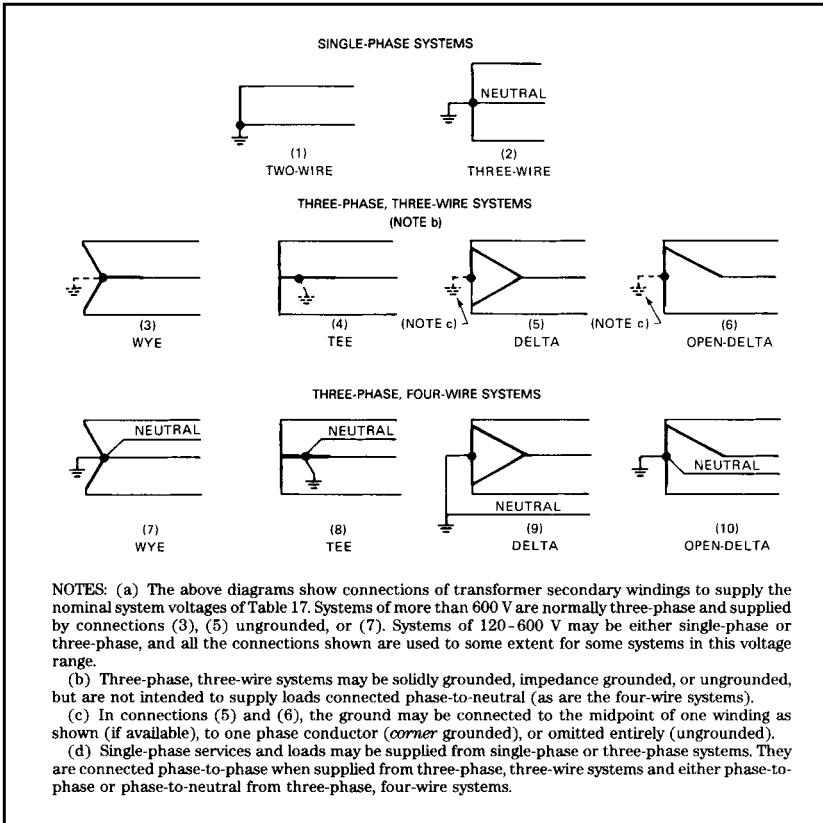 SINGLE-PHASE SYSTEMS
NEUTRAL
(1)
TWO-WIRE
(2)
THREE-WIRE
THREE-PHASE, THREE-WIRE SYSTEMS
(NOTE b)
(3)
WYE
(4)
TEE
(NOTE c)
(5)
DELTA
(NOTE c)
(6)
OPEN-DELTA
THREE-PHASE, FOUR-WIRE SYSTEMS
NEUTRAL
(7)
WYE
NEUTRAL
(8)
TEE
NEUTRAL
(9)
DELTA
NEUTRAL
(10)
OPEN-DELTA
NOTES: (a) The above diagrams show connections of transformer secondary windings to supply the
nominal system voltages of Table 17. Systems of more than 600 V are normally three-phase and supplied
by connections (3), (5) ungrounded, or (7). Systems of 120-600 V may be either single-phase or
three-phase, and all the connections shown are used to some extent for some systems in this voltage
range.
(b) Three-phase, three-wire systems may be solidly grounded, impedance grounded, or ungrounded,
but are not intended to supply loads connected phase-to-neutral (as are the four-wire systems).
(c) In connections (5) and (6), the ground may be connected to the midpoint of one winding as
shown (if available), to one phase conductor (corner grounded), or omitted entirely (ungrounded).
(d) Single-phase services and loads may be supplied from single-phase or three-phase systems. They
are connected phase-to-phase when supplied from three-phase, three-wire systems and either phase-to-
phase or phase-to-neutral from three-phase, four-wire systems.